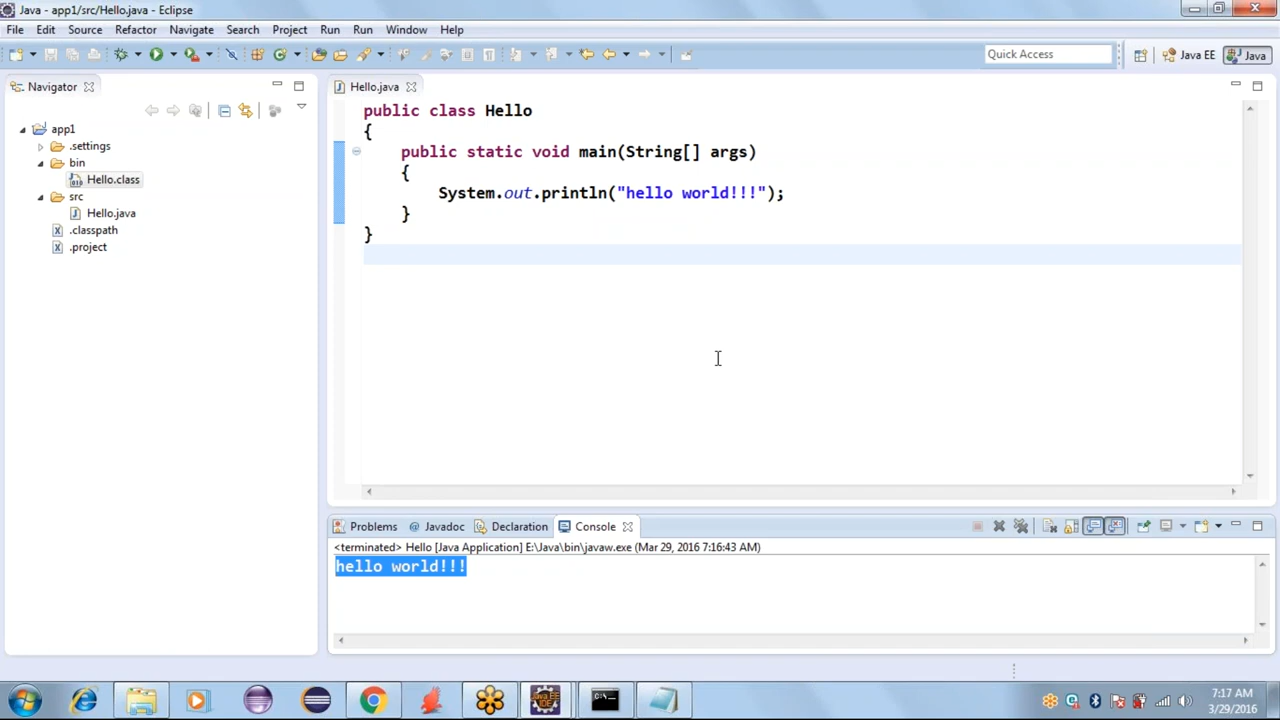 Java - app1/src/Hello.java - Eclipse
File Edit Source Refactor Navigate Search Project Run Run Window Help
Quick Access
Java EE
Java
Navigator
app1
.settings
bin
Hello.class
src
Hello.java
.classpath
.project
Hello.java
public class Hello
{
public static void main(String[] args)
{
System.out.println("hello world!!!");
}
}
Problems @ Javadoc Declaration Console
<terminated> Hello [Java Application] E:\Java\bin\javaw.exe (Mar 29, 2016 7:16:43 AM)
hello world!!!
7:17 AM
3/29/2016